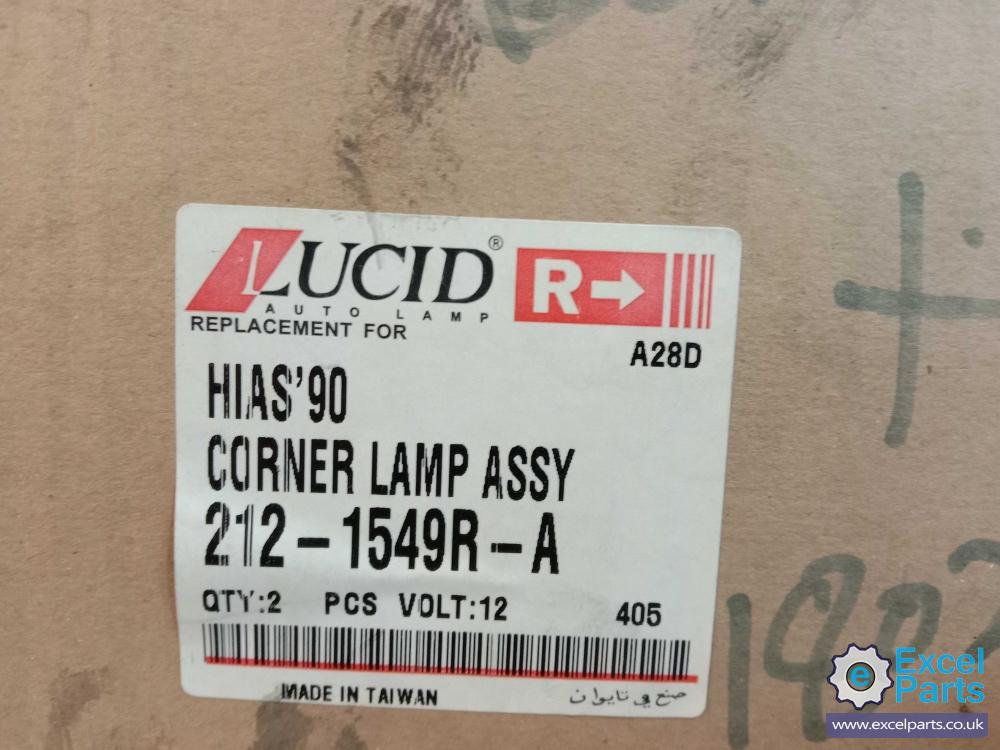 LUCID®
AUTO LAMP
R
REPLACEMENT FOR
A28D
HIAS'90
CORNER LAMP ASSY
212-1549R-A
QTY:2 PCS VOLT:12 405
MADE IN TAIWAN صنع في تايوان
Excel
Parts
www.excelparts.co.uk